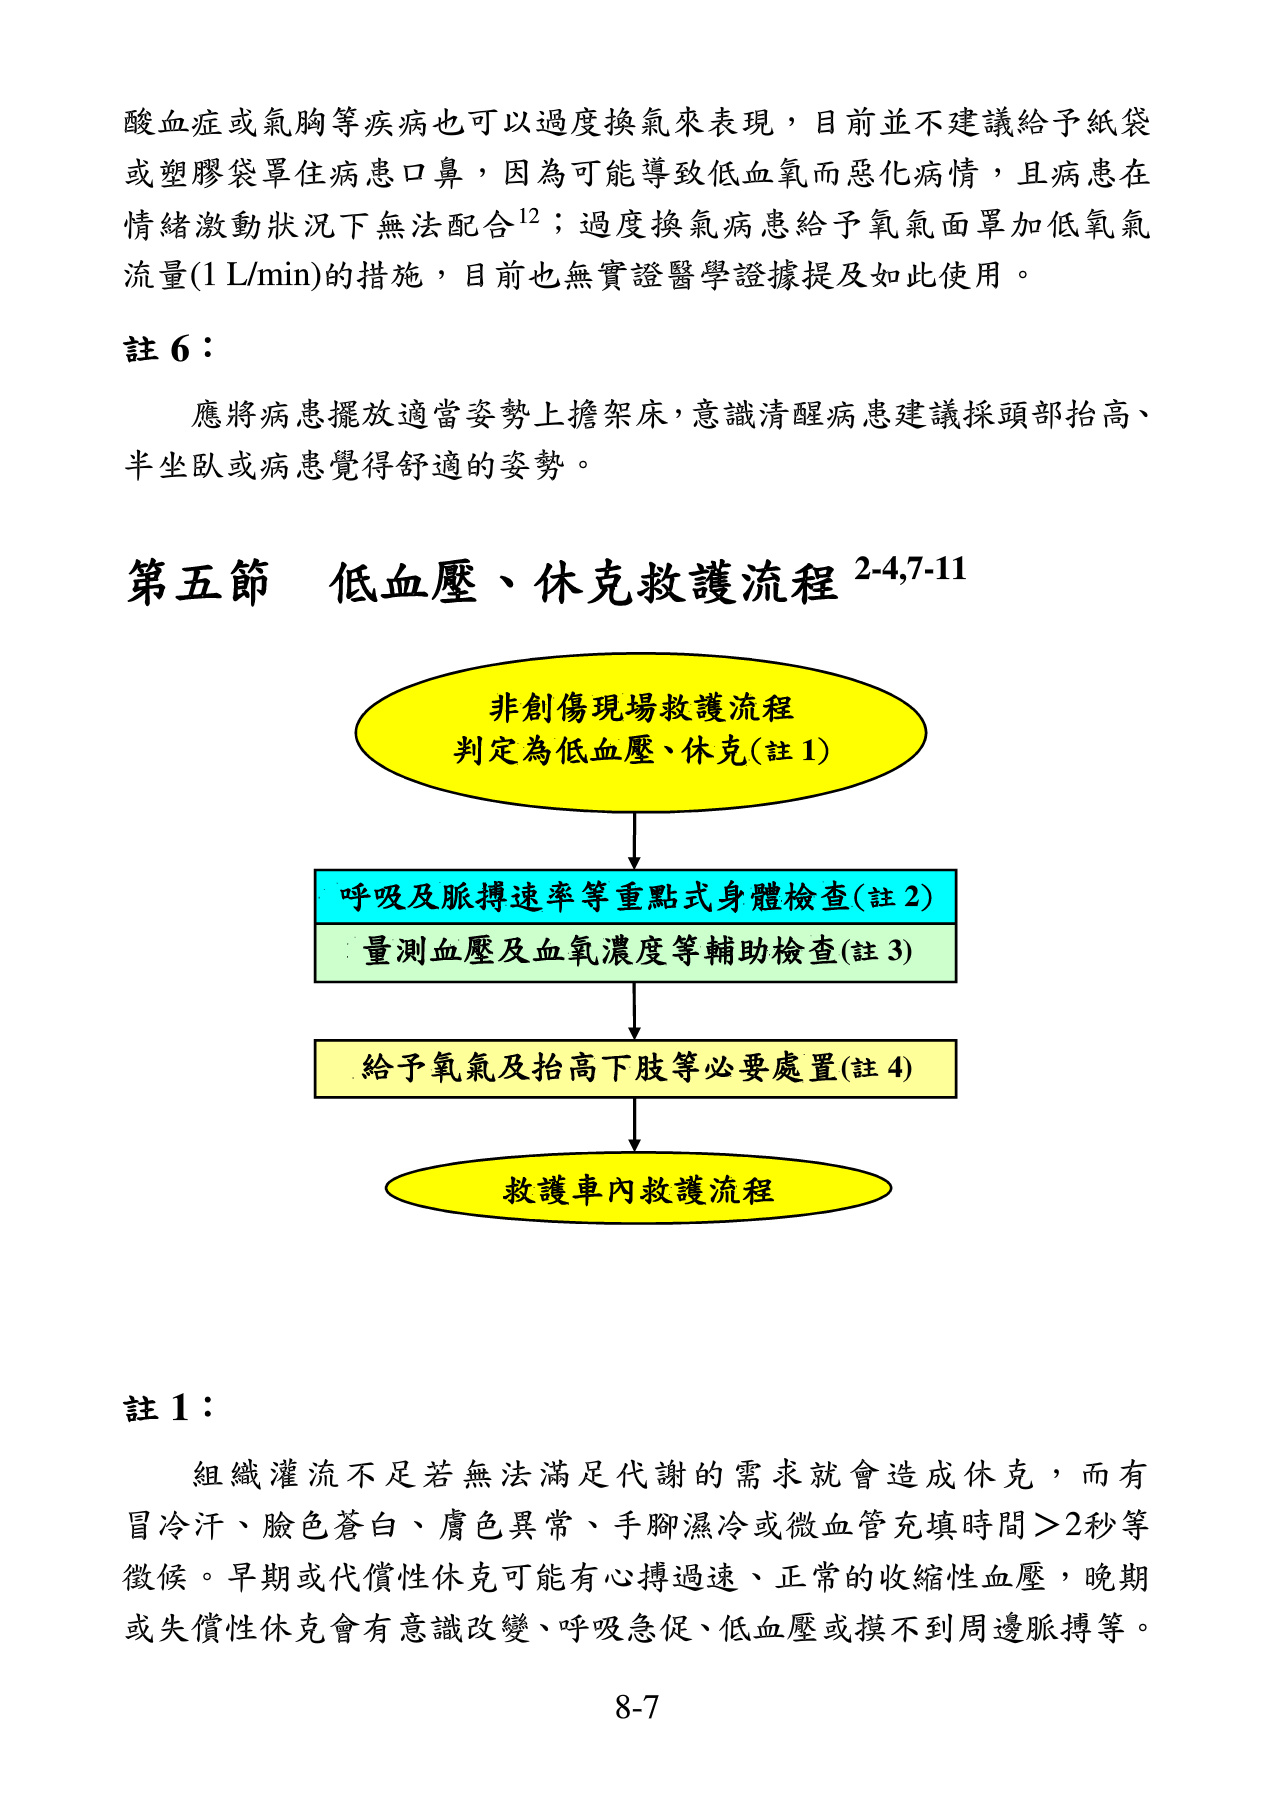 酸血症或氣胸等疾病也可以過度換氣來表現，目前並不建議給予紙袋
或塑膠袋罩住病患口鼻，因為可能導致低血氧而惡化病情，且病患在
情緒激動狀況下無法配合12；過度換氣病患給予氧氣面罩加低氧氣
流量(1 L/min)的措施，目前也無實證醫學證據提及如此使用。
註 6：
應將病患擺放適當姿勢上擔架床，意識清醒病患建議採頭部抬高、
半坐臥或病患覺得舒適的姿勢。
第五節　低血壓、休克救護流程 2-4,7-11
非創傷現場救護流程
判定為低血壓、休克(註 1)
呼吸及脈搏速率等重點式身體檢查(註 2)
量測血壓及血氧濃度等輔助檢查(註 3)
給予氧氣及抬高下肢等必要處置(註 4)
救護車內救護流程
註 1：
組織灌流不足若無法滿足代謝的需求就會造成休克，而有
冒冷汗、臉色蒼白、膚色異常、手腳濕冷或微血管充填時間＞2秒等
徵候。早期或代償性休克可能有心搏過速、正常的收縮性血壓，晚期
或失償性休克會有意識改變、呼吸急促、低血壓或摸不到周邊脈搏等。
8-7